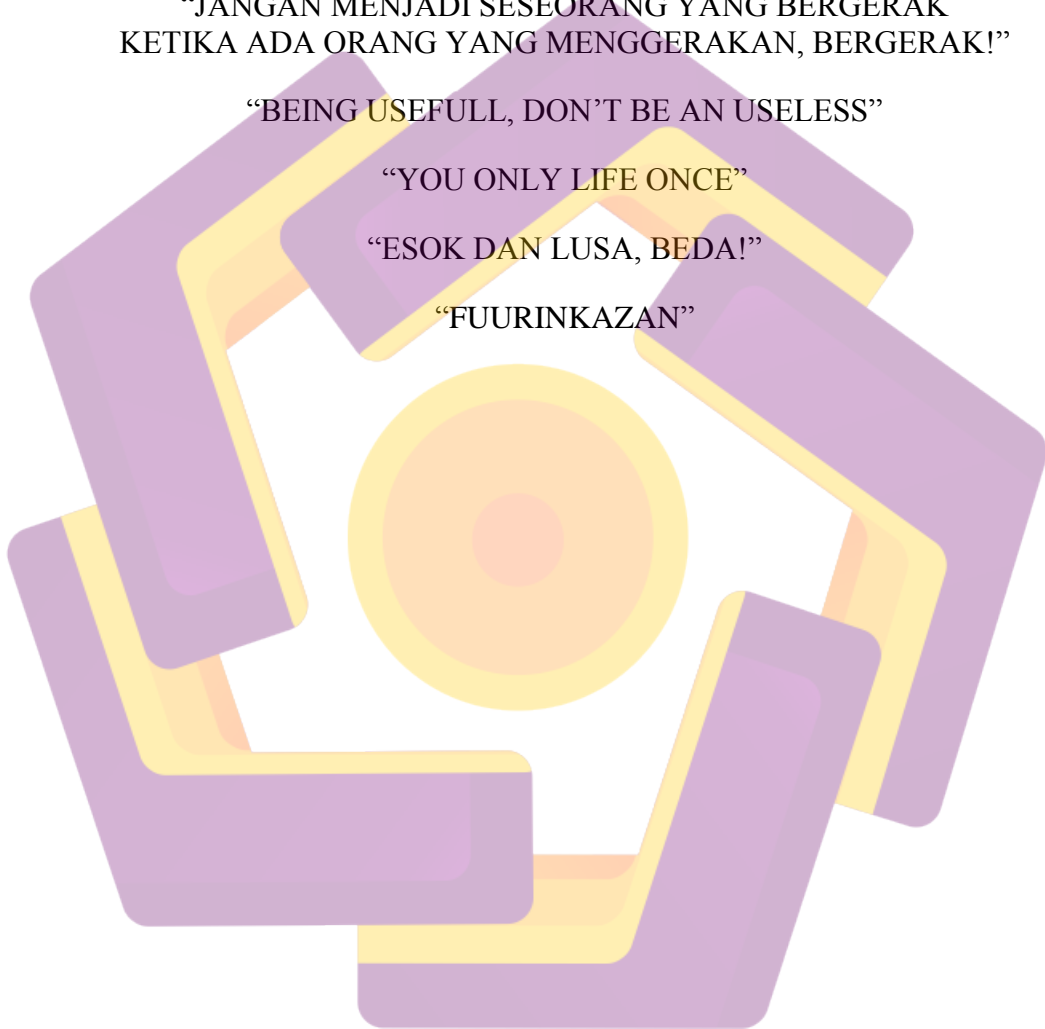 “JANGAN MENJADI SESEORANG YANG BERGERAK
KETIKA ADA ORANG YANG MENGGERAKAN, BERGERAK!”
“BEING USEFULL, DON’T BE AN USELESS”
“YOU ONLY LIFE ONCE”
“ESOK DAN LUSA, BEDA!”
“FUURINKAZAN”